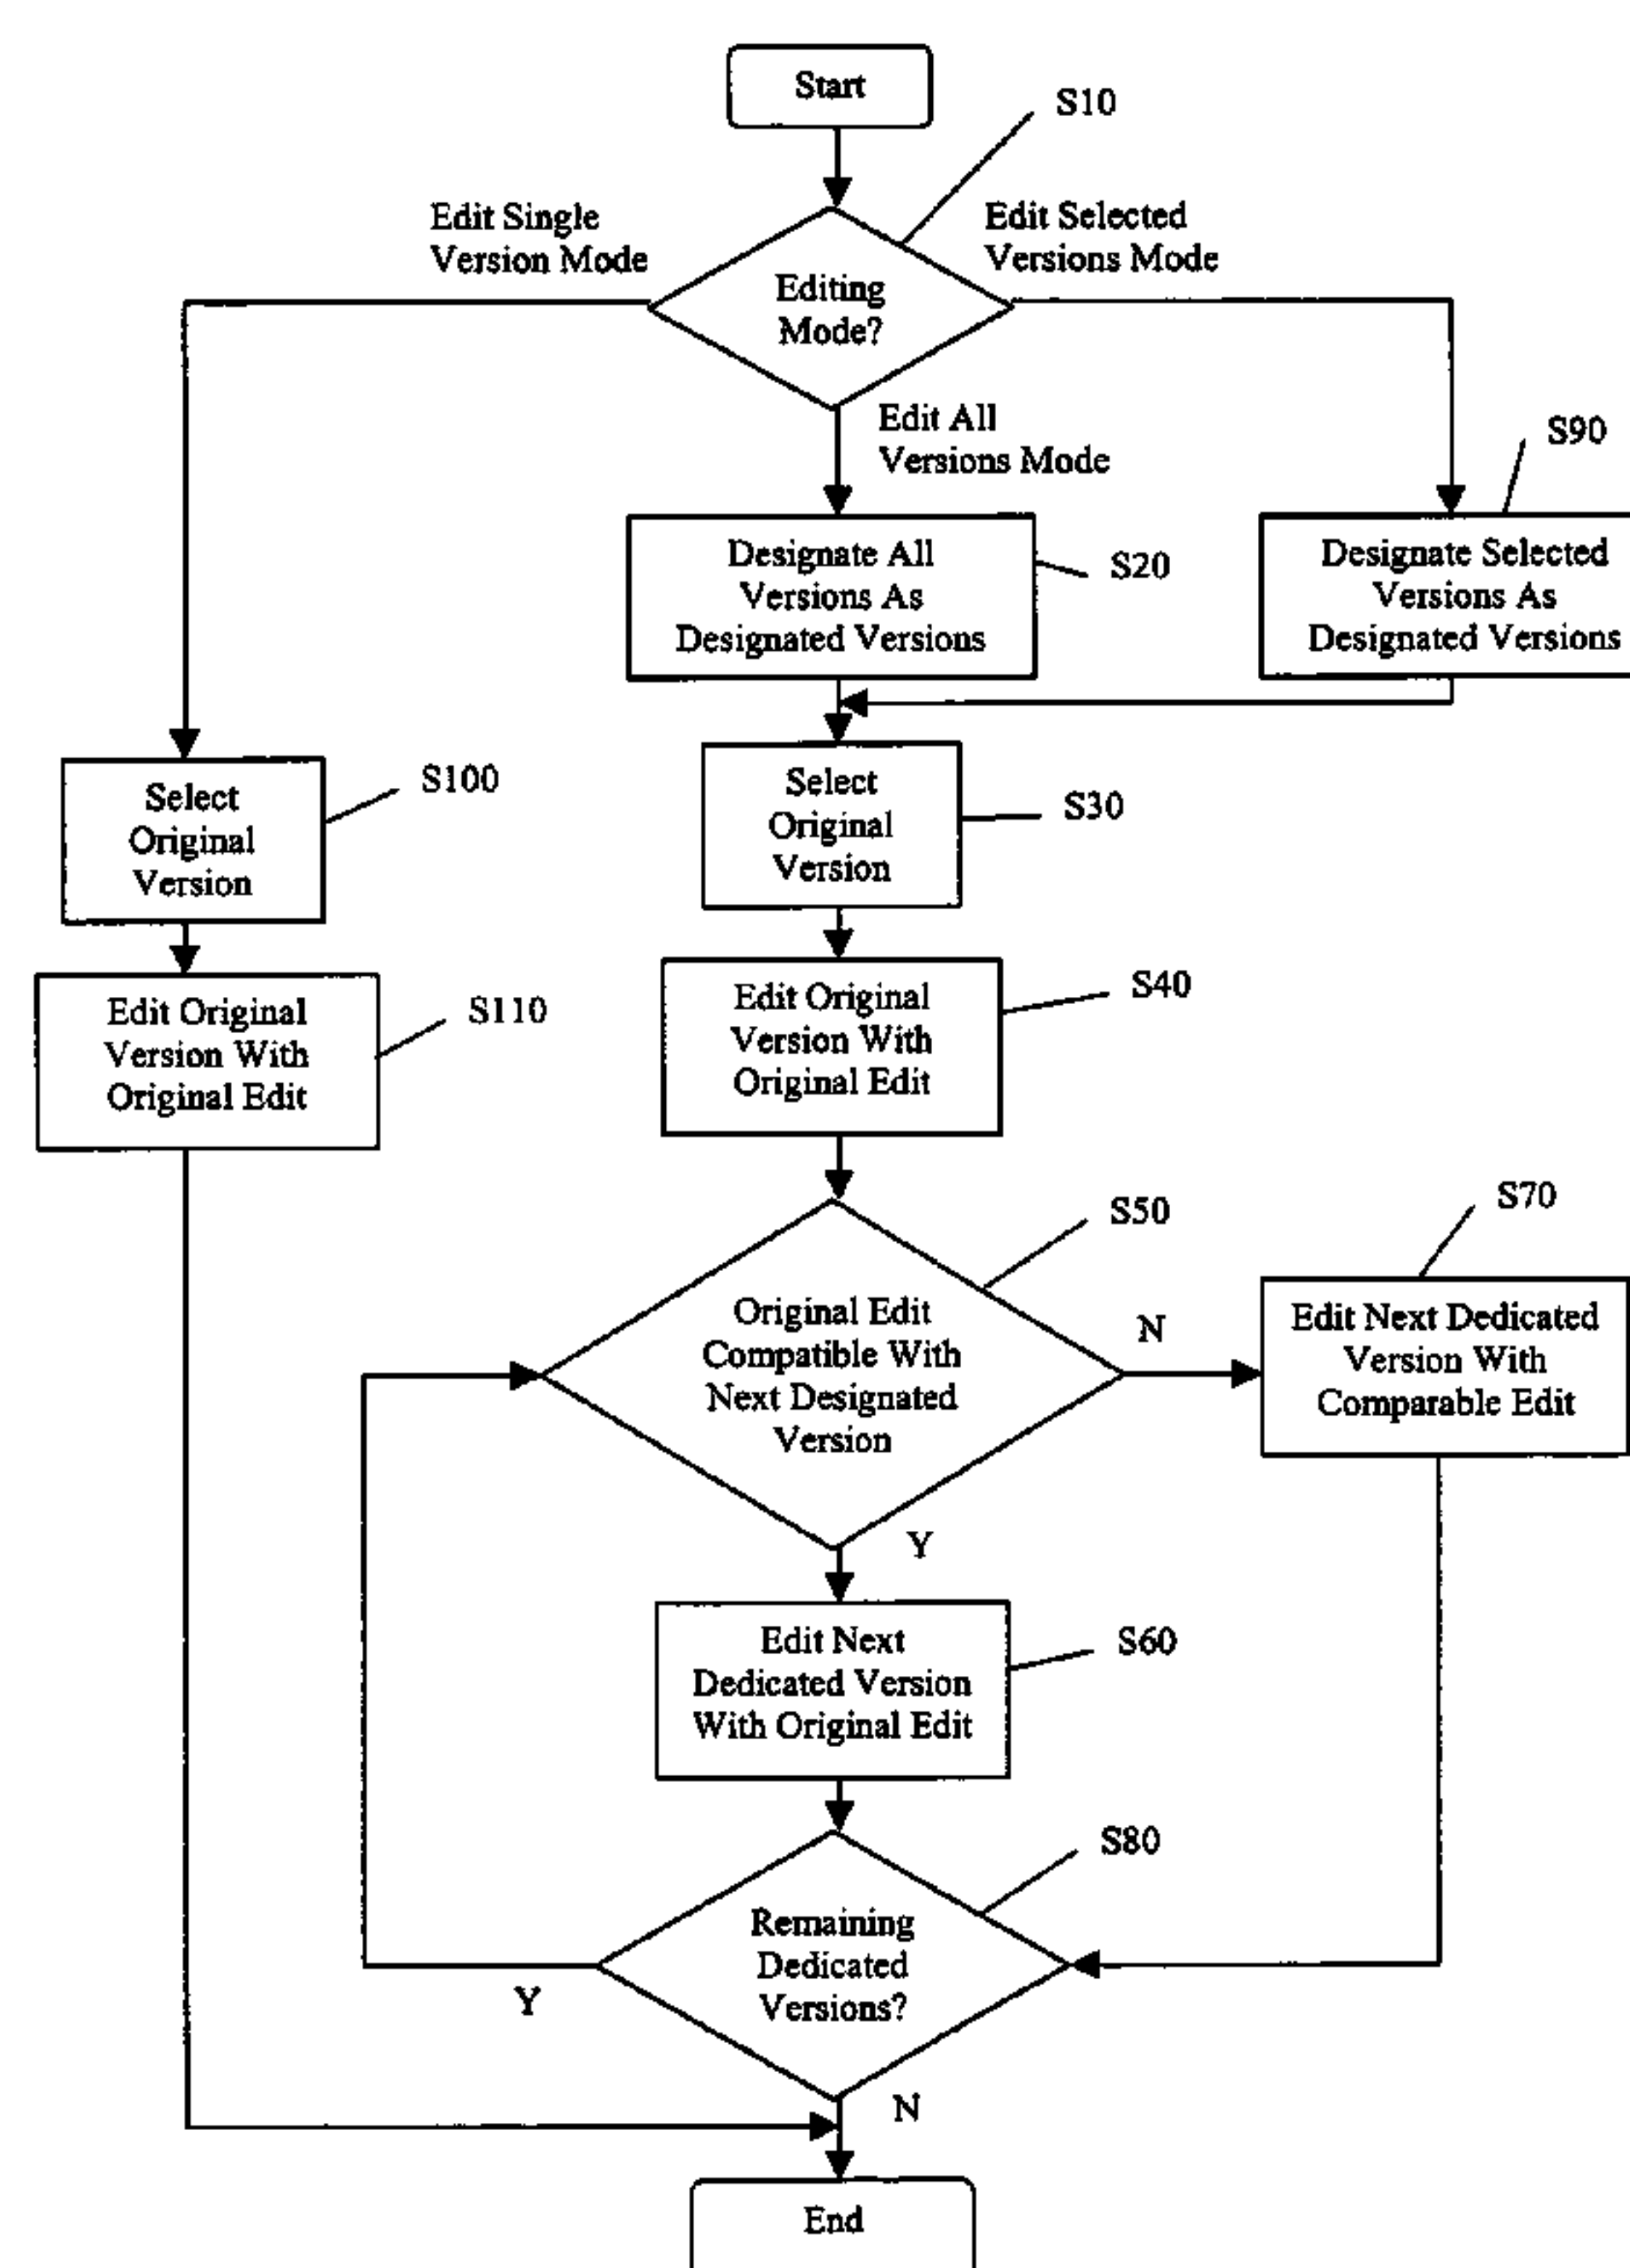 Start
S10
Edit Single
Version Mode
Edit Selected
Versions Mode
Editing
Mode?
Edit All
Versions Mode
S90
Designate All
Versions As
Designated Versions
S20
Designate Selected
Versions As
Designated Versions
Select
Original
Version
S100
Select
Original
Version
S30
Edit Original
Version With
Original Edit
S110
Edit Original
Version With
Original Edit
S40
S50
S70
Original Edit
Compatible With
Next Designated
Version
N
Edit Next Dedicated
Version With
Comparable Edit
Y
Edit Next
Dedicated Version
With Original Edit
S60
S80
Remaining
Dedicated
Versions?
Y
N
End